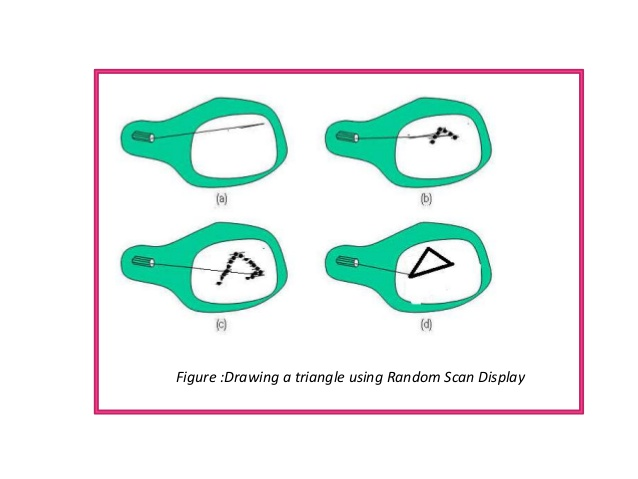 (a)
(b)
(c)
(d)
Figure :Drawing a triangle using Random Scan Display